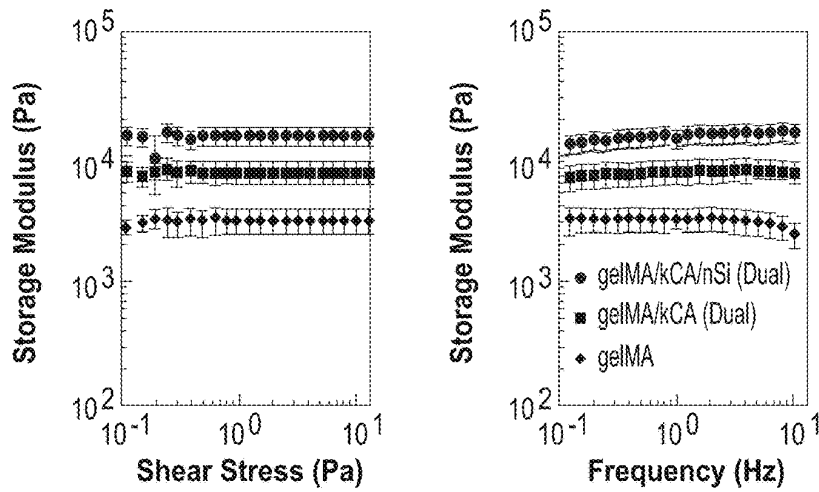 Storage Modulus (Pa)
10^5
10^4
10^3
10^2
10^-1
10^0
10^1
Shear Stress (Pa)
Storage Modulus (Pa)
10^5
10^4
10^3
10^2
10^-1
10^0
10^1
Frequency (Hz)
gelMA/kCA/nSi (Dual)
gelMA/kCA (Dual)
gelMA